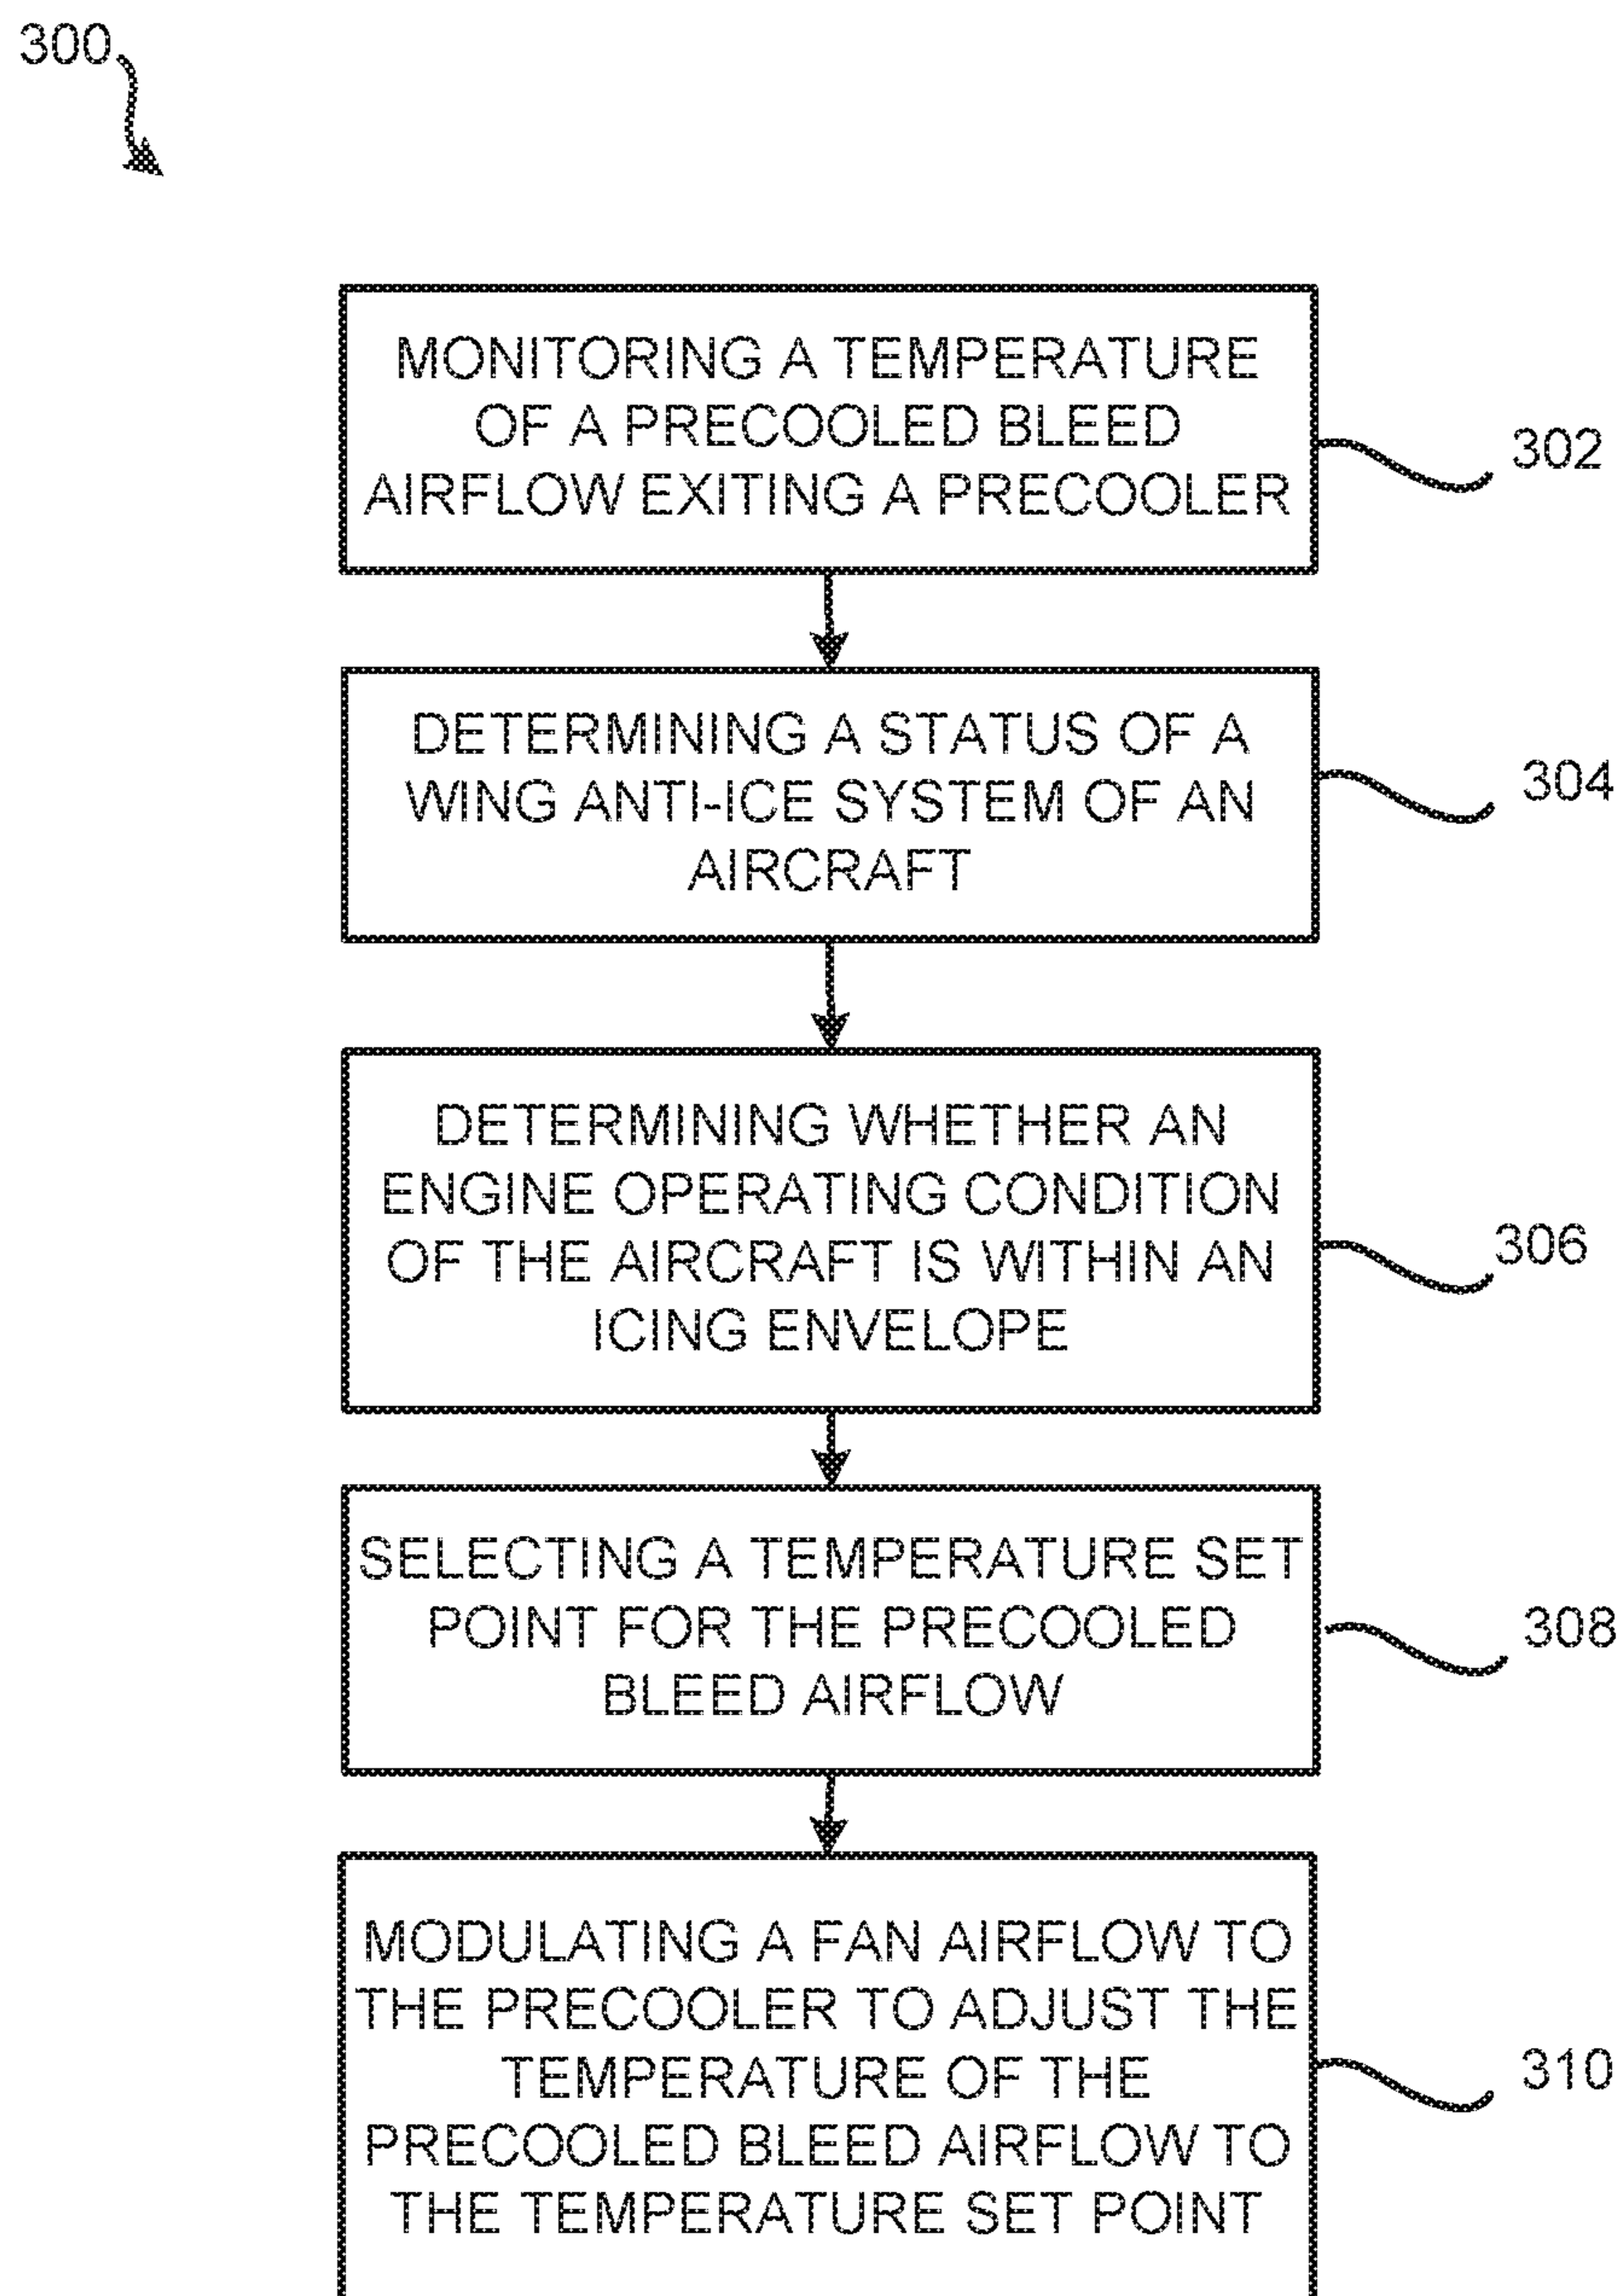 300
MONITORING A TEMPERATURE
OF A PRECOOLED BLEED
AIRFLOW EXITING A PRECOOLER
302
DETERMINING A STATUS OF A
WING ANTI-ICE SYSTEM OF AN
AIRCRAFT
304
DETERMINING WHETHER AN
ENGINE OPERATING CONDITION
OF THE AIRCRAFT IS WITHIN AN
ICING ENVELOPE
306
SELECTING A TEMPERATURE SET
POINT FOR THE PRECOOLED
BLEED AIRFLOW
308
MODULATING A FAN AIRFLOW TO
THE PRECOOLER TO ADJUST THE
TEMPERATURE OF THE
PRECOOLED BLEED AIRFLOW TO
THE TEMPERATURE SET POINT
310